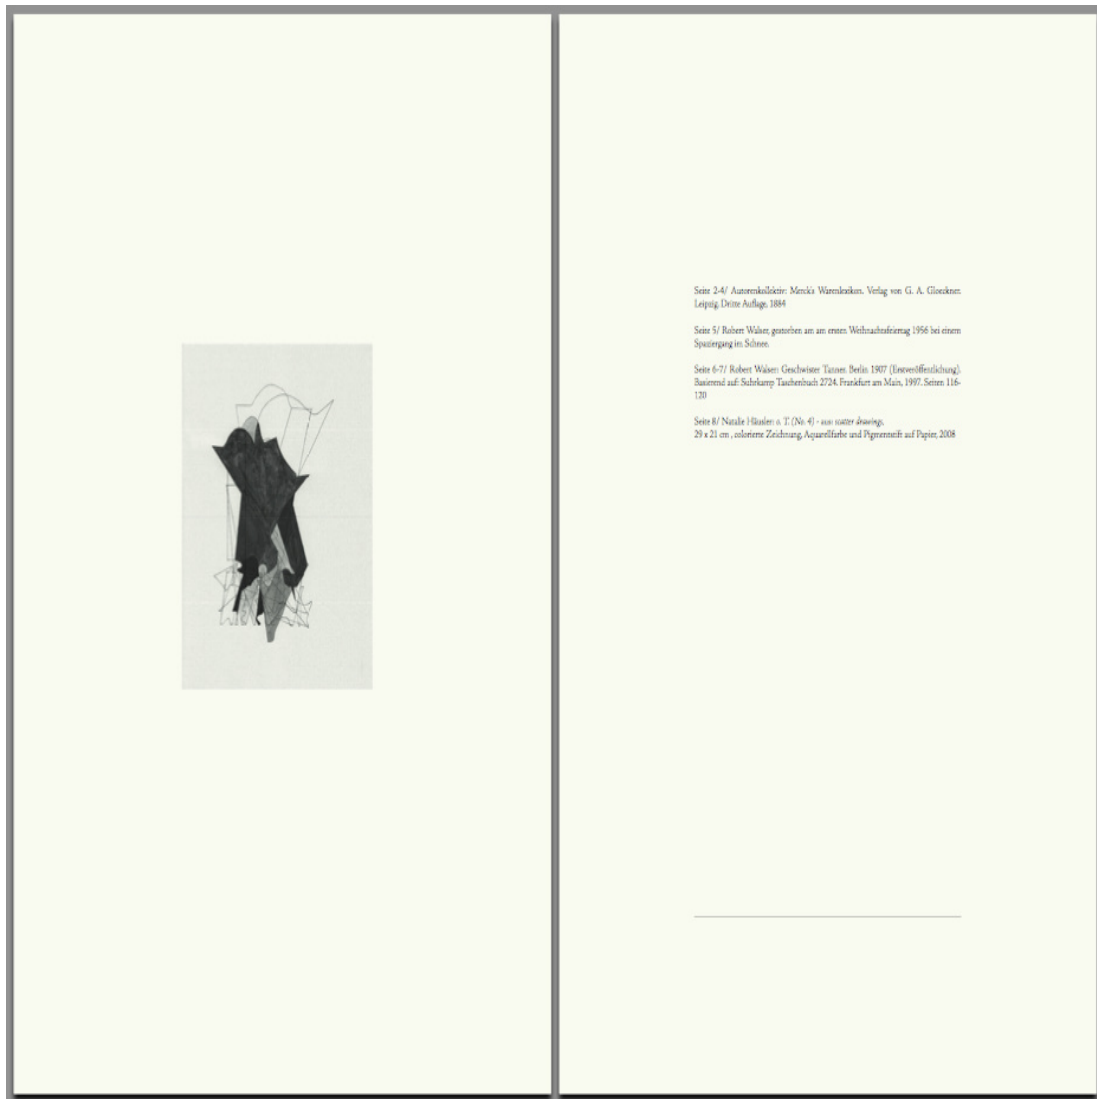 Seite 2-4/ Autorenkollektiv: Merck's Warenlexikon. Verlag von G. A. Gloeckner.
Leipzig, Dritte Auflage, 1884
Seite 5/ Robert Walser, gestorben am am ersten Weihnachtsfeiertag 1956 bei einem
Spaziergang im Schnee.
Seite 6-7/ Robert Walser: Geschwister Tanner. Berlin 1907 (Erstveröffentlichung).
Basierend auf: Suhrkamp Taschenbuch 2724. Frankfurt am Main, 1997. Seiten 116-
120
Seite 8/ Natalie Häusler: o. T. (No. 4) - aus: scatter drawings,
29 x 21 cm , colorierte Zeichnung, Aquarellfarbe und Pigmentstift auf Papier, 2008